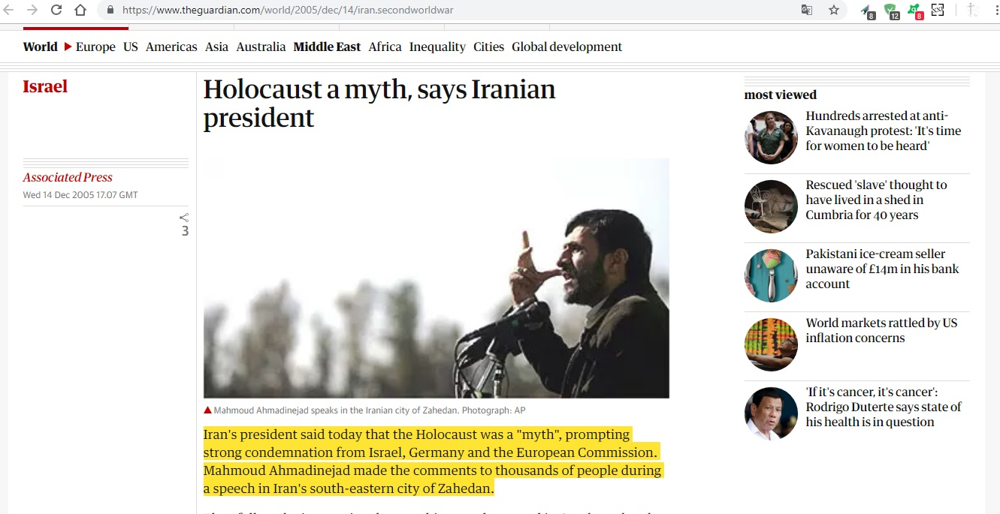 https://www.theguardian.com/world/2005/dec/14/iran.secondworldwar
8
12
8
World Europe US Americas Asia Australia Middle East Africa Inequality Cities Global development
Israel
Associated Press
Wed 14 Dec 2005 17.07 GMT
3
Holocaust a myth, says Iranian
president
Mahmoud Ahmadinejad speaks in the Iranian city of Zahedan. Photograph: AP
Iran's president said today that the Holocaust was a "myth", prompting
strong condemnation from Israel, Germany and the European Commission.
Mahmoud Ahmadinejad made the comments to thousands of people during
a speech in Iran's south-eastern city of Zahedan.
most viewed
Hundreds arrested at anti-
Kavanaugh protest: 'It's time
for women to be heard'
Rescued 'slave' thought to
have lived in a shed in
Cumbria for 40 years
Pakistani ice-cream seller
unaware of £14m in his bank
account
World markets rattled by US
inflation concerns
'If it's cancer, it's cancer':
Rodrigo Duterte says state of
his health is in question